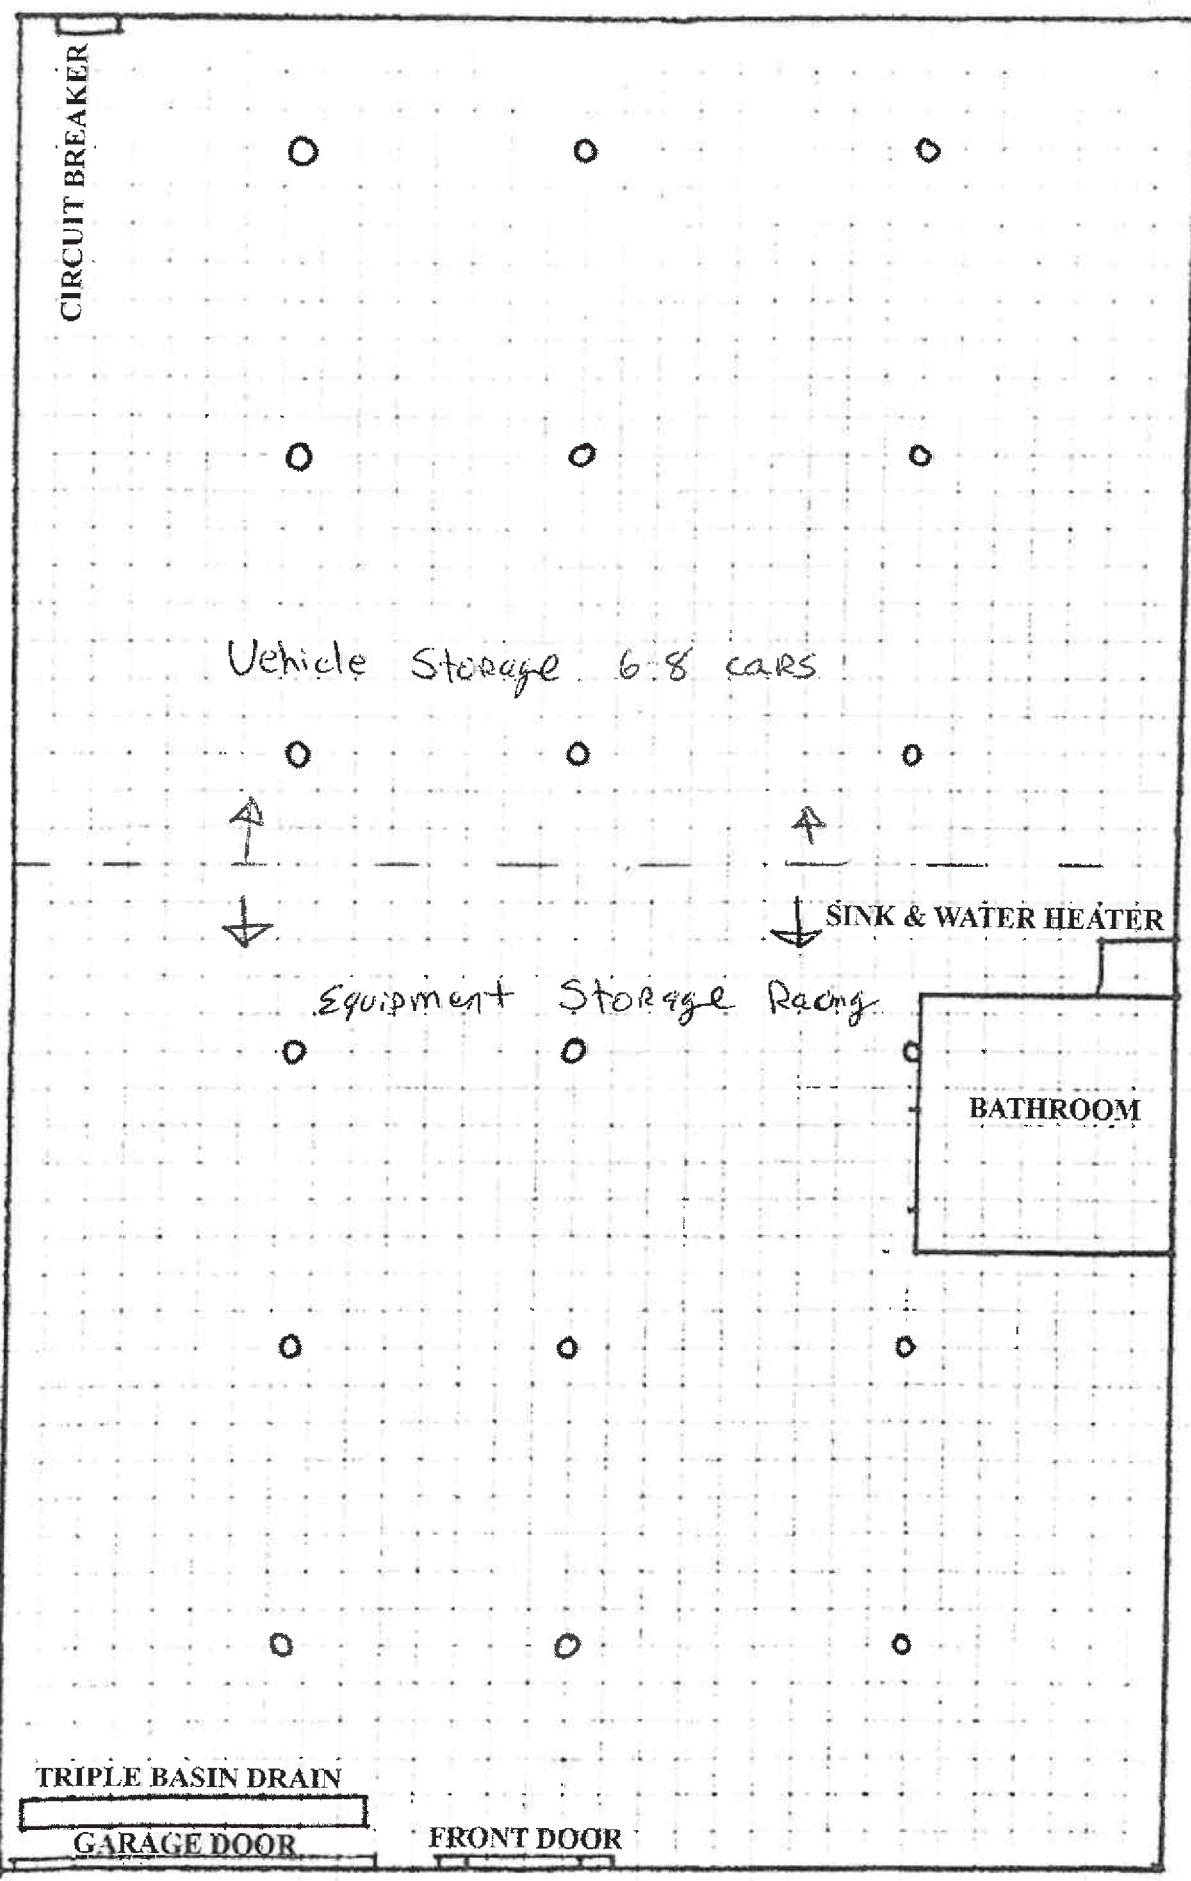 CIRCUIT BREAKER
Vehicle Storage 6-8 cars
SINK & WATER HEATER
Equipment Storage Racing
BATHROOM
TRIPLE BASIN DRAIN
GARAGE DOOR
FRONT DOOR